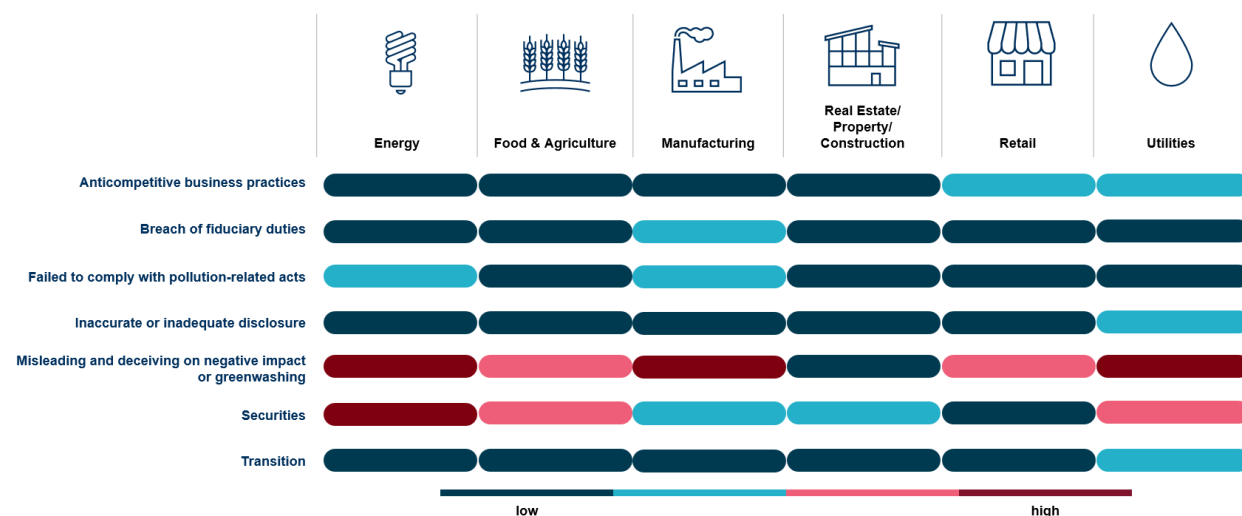 Real Estate/
Property/
Energy Food & Agriculture Manufacturing Construction Retail Utilities
Anticompetitive business practices
Breach of fiduciary duties
Failed to comply with pollution-related acts
Inaccurate or inadequate disclosure
Misleading and deceiving on negative impact
or greenwashing
Securities
Transition
low high